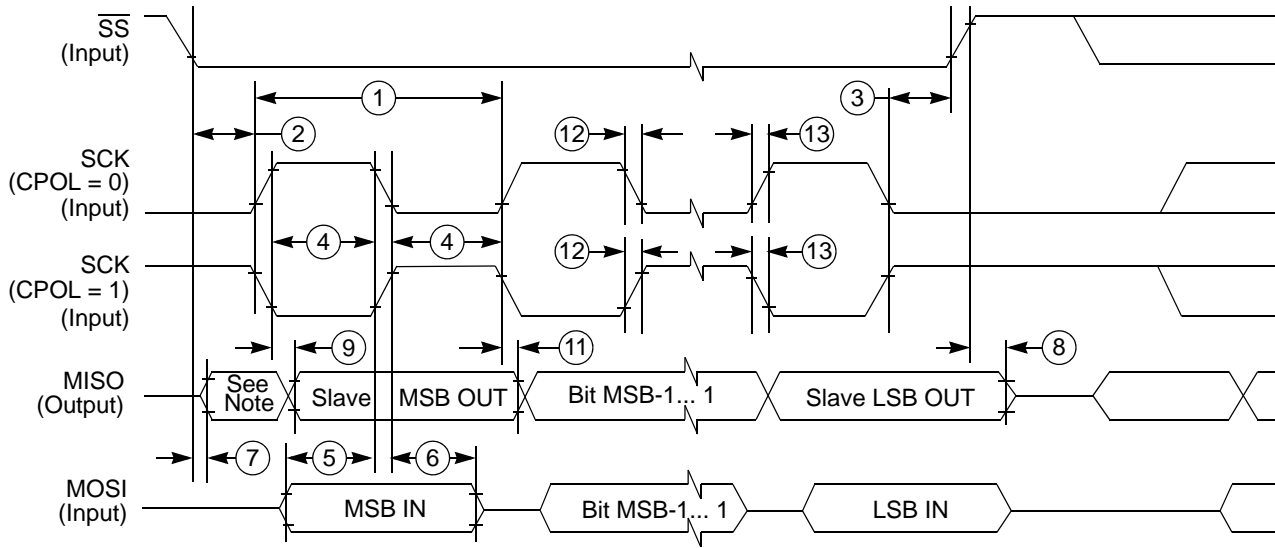 SS
(Input)
1
3
2
12
13
SCK
(CPOL = 0)
(Input)
4
4
12
13
SCK
(CPOL = 1)
(Input)
9
11
8
MISO
(Output)
See
Note
Slave
MSB OUT
Bit MSB-1... 1
Slave LSB OUT
7
5
6
MOSI
(Input)
MSB IN
Bit MSB-1... 1
LSB IN